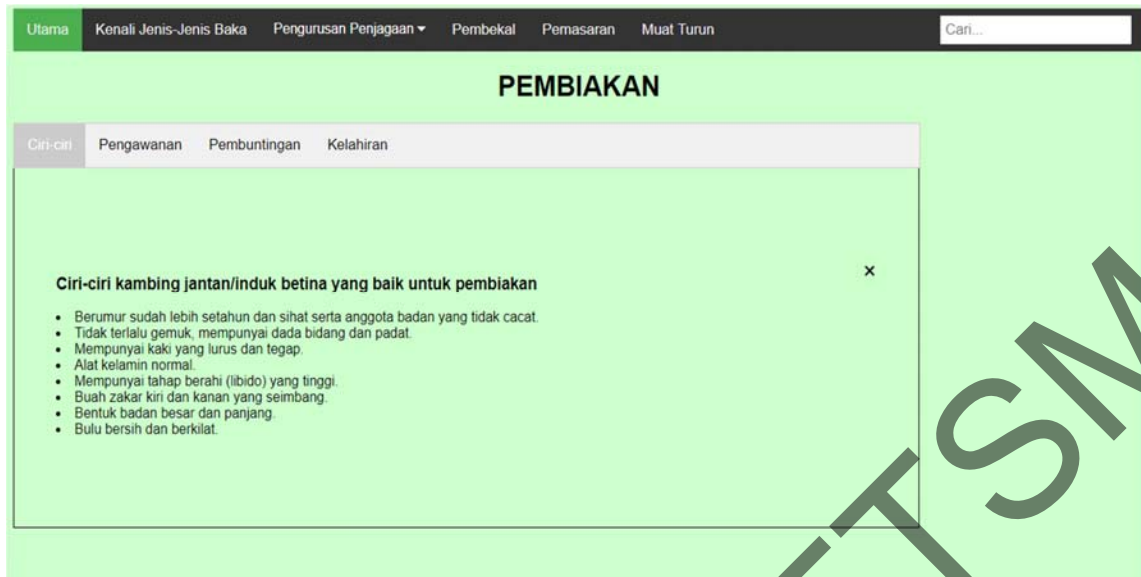 Utama Kenali Jenis-Jenis Baka Pengurusan Penjagaan Pembekal Pemasaran Muat Turun Cari...
PEMBIAKAN
Ciri-ciri Pengawanan Pembuntingan Kelahiran
×
Ciri-ciri kambing jantan/induk betina yang baik untuk pembiakan
• Berumur sudah lebih setahun dan sihat serta anggota badan yang tidak cacat.
• Tidak terlalu gemuk, mempunyai dada bidang dan padat.
• Mempunyai kaki yang lurus dan tegap.
• Alat kelamin normal.
• Mempunyai tahap berahi (libido) yang tinggi.
• Buah zakar kiri dan kanan yang seimbang.
• Bentuk badan besar dan panjang.
• Bulu bersih dan berkilat.
TSM